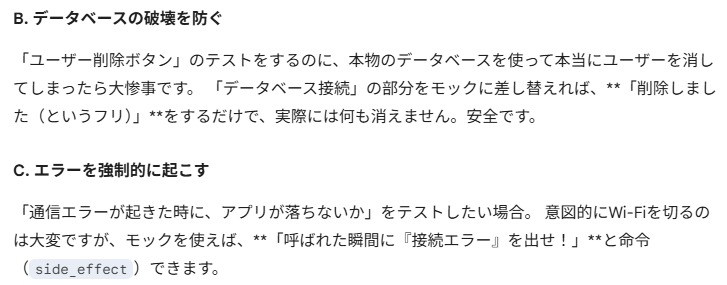 B. データベースの破壊を防ぐ
「ユーザー削除ボタン」のテストをするのに、本物のデータベースを使って本当にユーザーを消し
てしまったら大惨事です。 「データベース接続」の部分をモックに差し替えれば、**「削除しまし
た（というフリ）」**をするだけで、実際には何も消えません。安全です。
C. エラーを強制的に起こす
「通信エラーが起きた時に、アプリが落ちないか」をテストしたい場合。 意図的にWi-Fiを切るの
は大変ですが、モックを使えば、**「呼ばれた瞬間に『接続エラー』を出せ！」**と命令
（side_effect）できます。